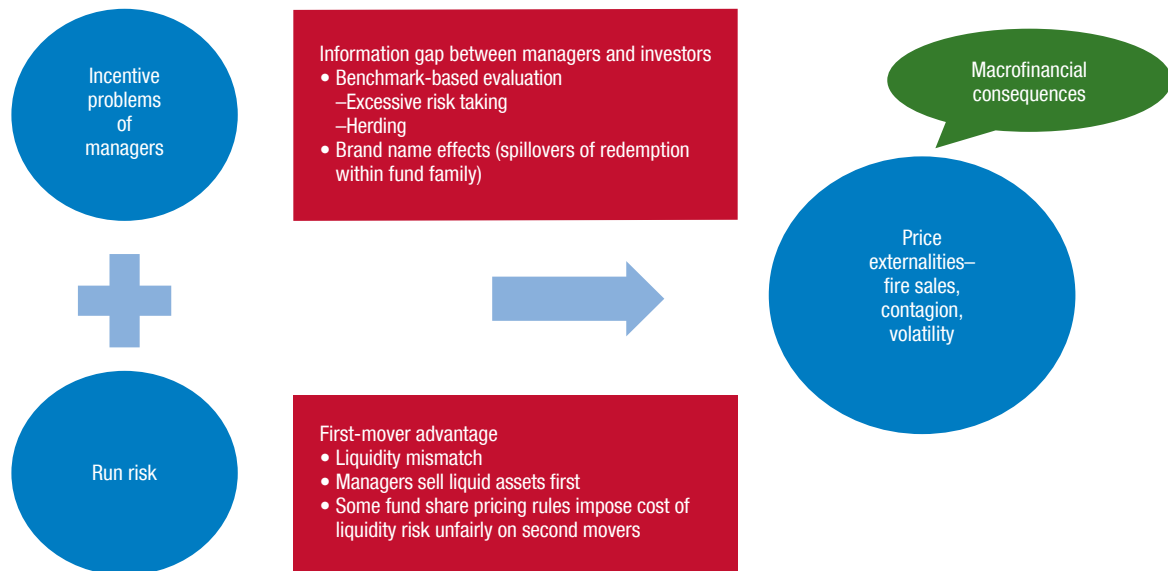 Incentive
problems
of
managers
Information gap between managers and investors
• Benchmark-based evaluation
–Excessive risk taking
–Herding
• Brand name effects (spillovers of redemption
within fund family)
Macrofinancial
consequences
Price
externalities–
fire sales,
contagion,
volatility
Run risk
First-mover advantage
• Liquidity mismatch
• Managers sell liquid assets first
• Some fund share pricing rules impose cost of
liquidity risk unfairly on second movers